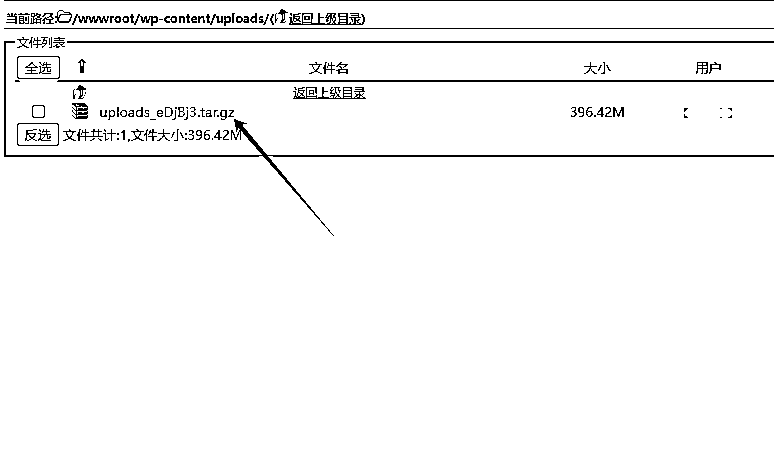 当前路径:/wwwroot/wp-content/uploads/(返回上级目录)
文件列表
全选 文件名 大小 用户
返回上级目录
uploads_eDjBj3.tar.gz 396.42M
反选 文件共计:1,文件大小:396.42M